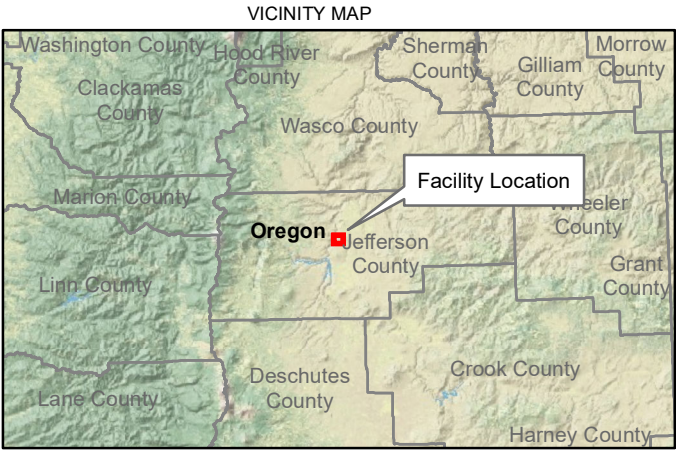 VICINITY MAP
Washington County
Hood River
County
Sherman
County
Gilliam
County
Morrow
County
Clackamas
County
Wasco County
Facility Location
Marion County
Wheeler
County
Oregon
Jefferson
County
Grant
County
Linn County
Deschutes
County
Crook County
Lane County
Harney County